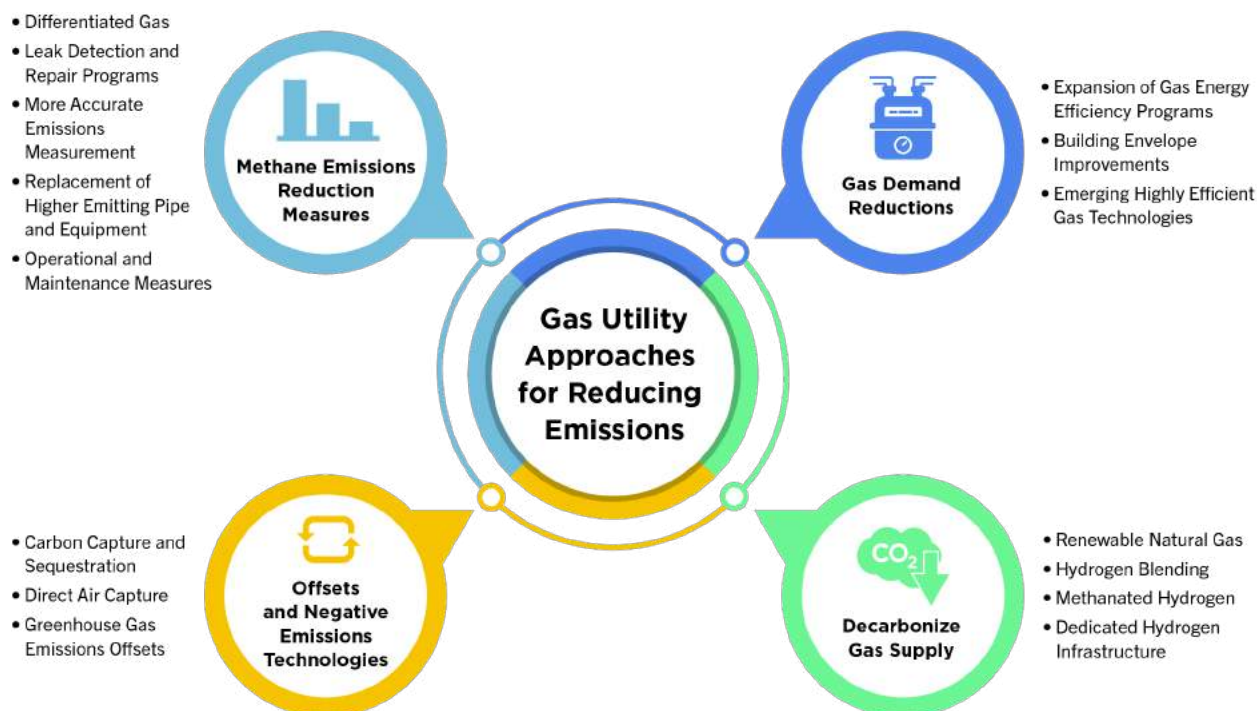 • Differentiated Gas
• Leak Detection and
Repair Programs
• More Accurate
Emissions
Measurement
• Replacement of
Higher Emitting Pipe
and Equipment
• Operational and
Maintenance Measures
Methane Emissions
Reduction
Measures
Gas Demand
Reductions
• Expansion of Gas Energy
Efficiency Programs
• Building Envelope
Improvements
• Emerging Highly Efficient
Gas Technologies
Gas Utility
Approaches
for Reducing
Emissions
• Carbon Capture and
Sequestration
• Direct Air Capture
• Greenhouse Gas
Emissions Offsets
Offsets
and Negative
Emissions
Technologies
CO₂
Decarbonize
Gas Supply
• Renewable Natural Gas
• Hydrogen Blending
• Methanated Hydrogen
• Dedicated Hydrogen
Infrastructure